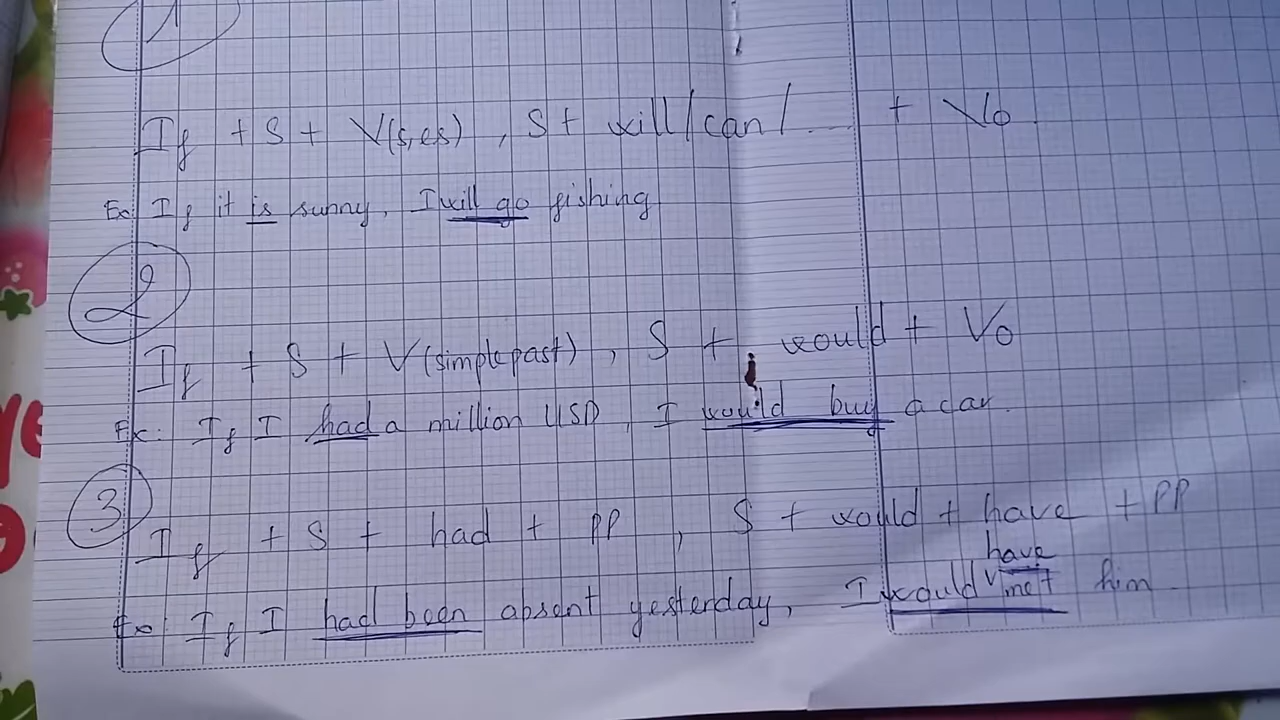 1
If + S + V(s,es) , S + will/can/...... + Vo
Ex: If it is sunny, I will go fishing
2
If + S + V(simple past) , S + would + Vo
Ex: If I had a million USD, I would buy a car.
3
If + S + had + PP , S + would + have + PP
have
Ex: If I had been absent yesterday, I would v met him.